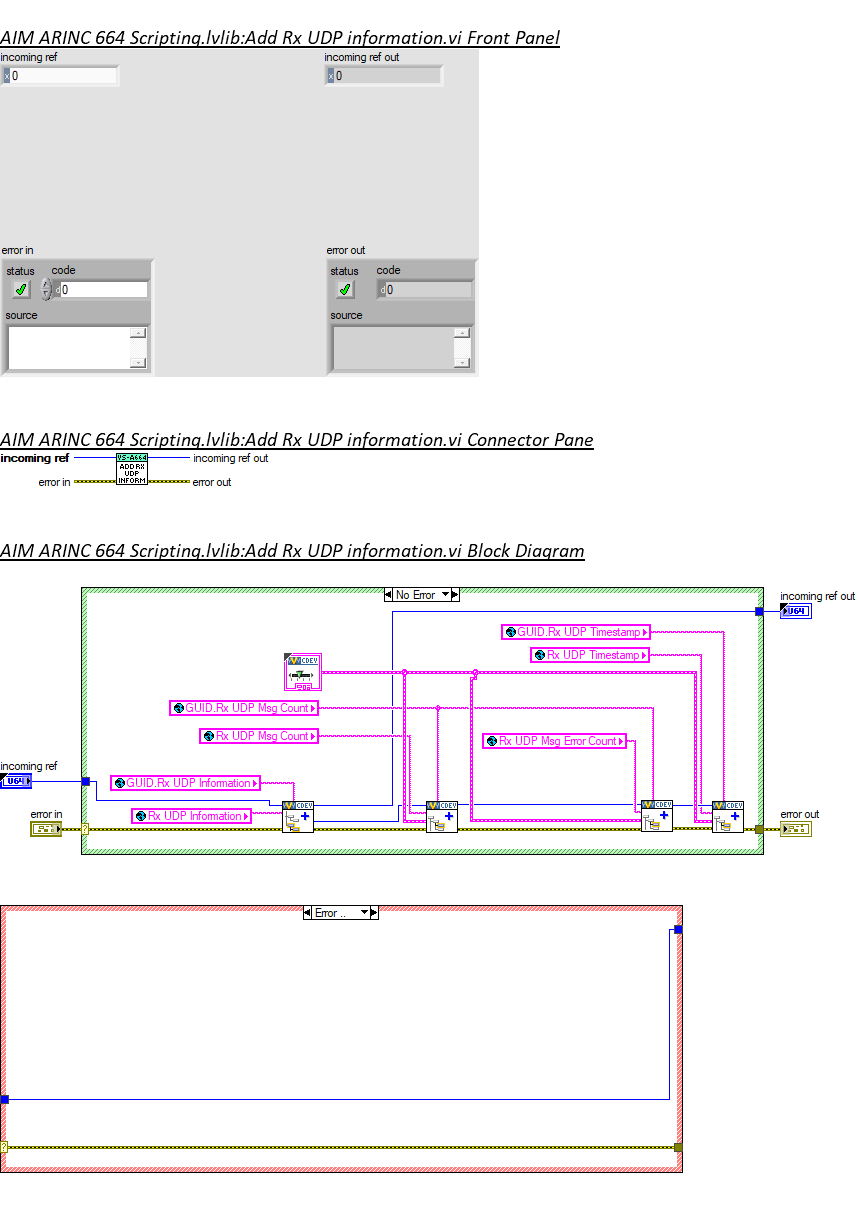 AIM ARINC 664 Scripting.lvlib:Add Rx UDP information.vi Front Panel
incoming ref
incoming ref out
x 0
x 0
error in
error out
status code
status code
d 0
d 0
source
source
AIM ARINC 664 Scripting.lvlib:Add Rx UDP information.vi Connector Pane
incoming ref
VS-A664
incoming ref out
ADD RX
UDP
INFORM
error in
error out
AIM ARINC 664 Scripting.lvlib:Add Rx UDP information.vi Block Diagram
No Error
incoming ref out
U64
GUID.Rx UDP Timestamp
Rx UDP Timestamp
CDEV
GUID.Rx UDP Msg Count
Rx UDP Msg Count
Rx UDP Msg Error Count
incoming ref
U64
GUID.Rx UDP Information
CDEV
CDEV
CDEV
CDEV
error in
Rx UDP Information
error out
?
Error ..
?